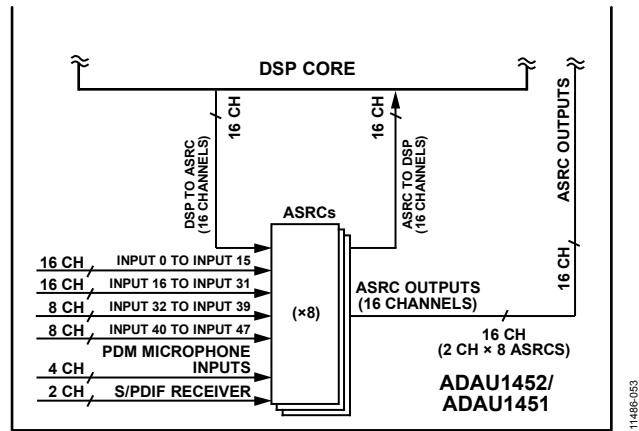 DSP CORE
16 CH
16 CH
DSP TO ASRC
(16 CHANNELS)
ASRC TO DSP
(16 CHANNELS)
ASRC OUTPUTS
16 CH
ASRCs
(×8)
16 CH
INPUT 0 TO INPUT 15
16 CH
INPUT 16 TO INPUT 31
8 CH
INPUT 32 TO INPUT 39
8 CH
INPUT 40 TO INPUT 47
PDM MICROPHONE
INPUTS
4 CH
2 CH
S/PDIF RECEIVER
ASRC OUTPUTS
(16 CHANNELS)
16 CH
(2 CH × 8 ASRCS)
ADAU1452/
ADAU1451
11486-053